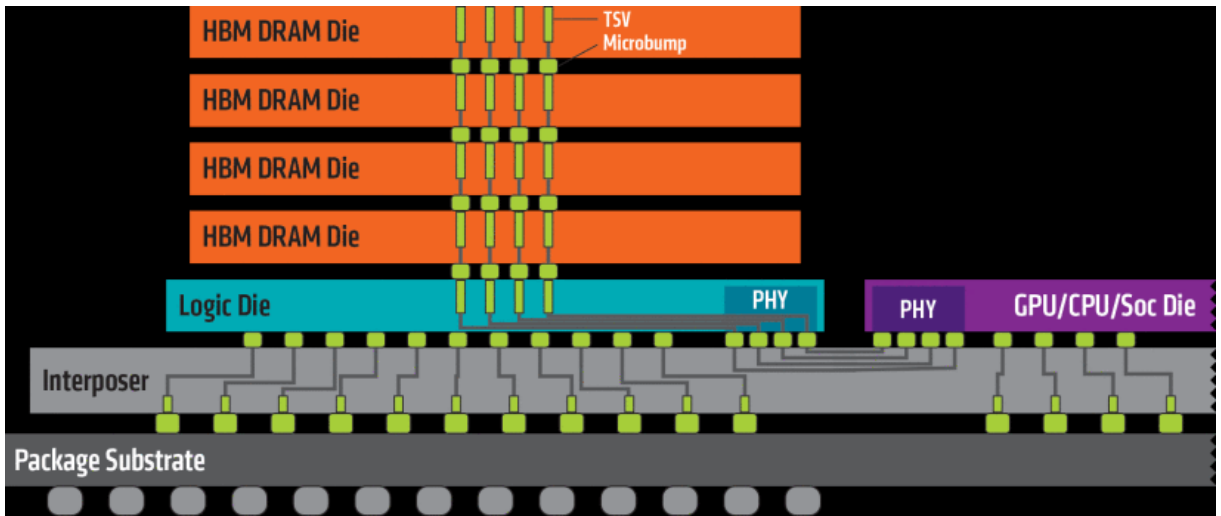 HBM DRAM Die
TSV
Microbump
HBM DRAM Die
HBM DRAM Die
HBM DRAM Die
Logic Die
PHY
PHY
GPU/CPU/Soc Die
Interposer
Package Substrate